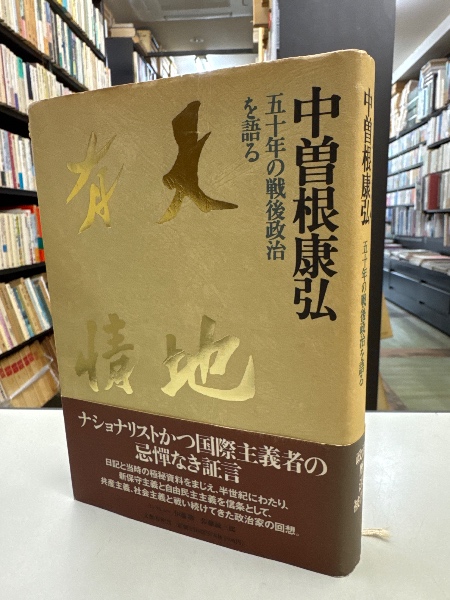 中曽根康弘
五十年の戦後政治
を語る
天地
有情
ナショナリストかつ国際主義者の
忌憚なき証言
日記と当時の極秘資料をまじえ、半世紀にわたり、
新保守主義と自由民主主義を信条として、
共産主義、社会主義と戦い続けてきた政治家の回想。
中曽根康弘
五十年の戦後政治を語る